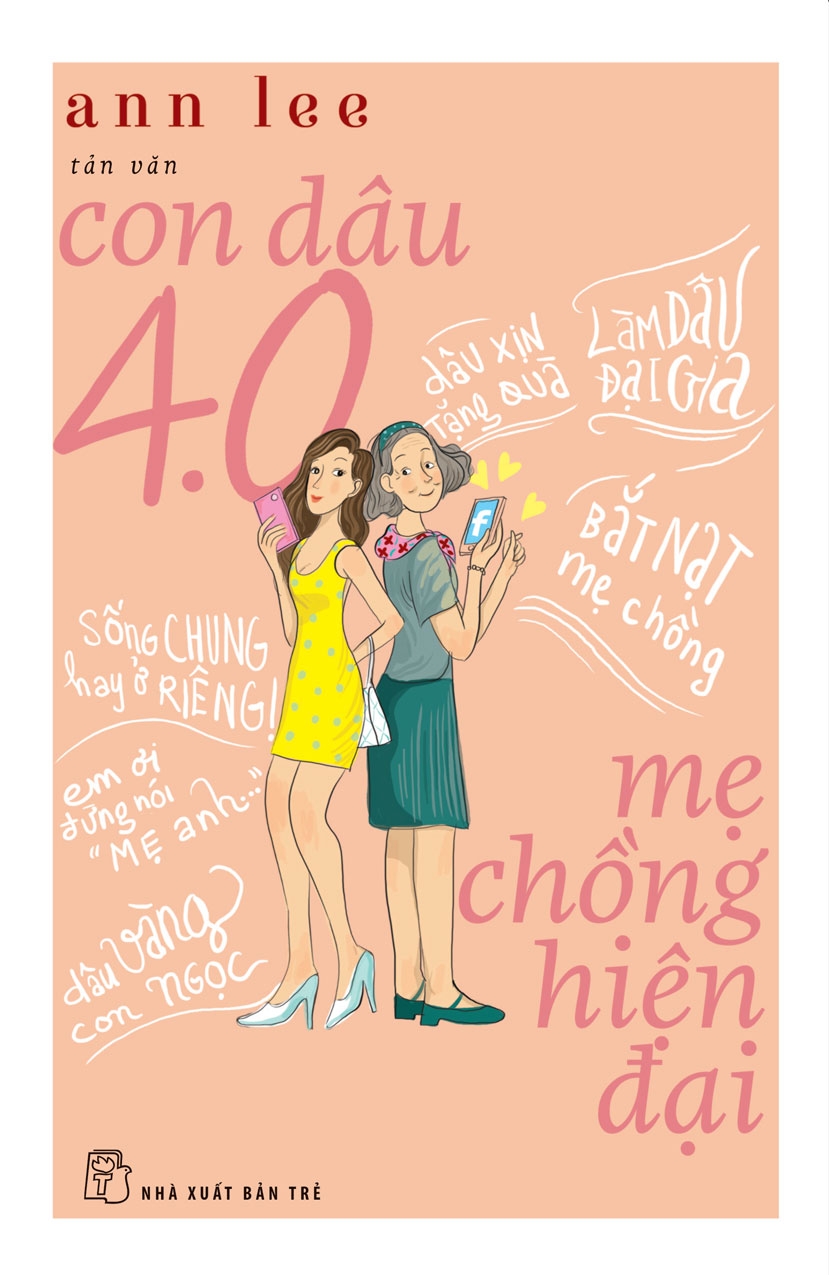 ann lee
tản văn
con dâu
4.0
dâu xịn
tặng quà
LÀM DÂU
ĐẠI GIA
BẮT NẠT
mẹ chồng
SỐNG CHUNG
hay ở RIÊNG!
em ơi
đừng nói
"MẸ anh..."
dâu vàng
con NGỌC
mẹ
chồng
hiện
đại
f
T
NHÀ XUẤT BẢN TRẺ